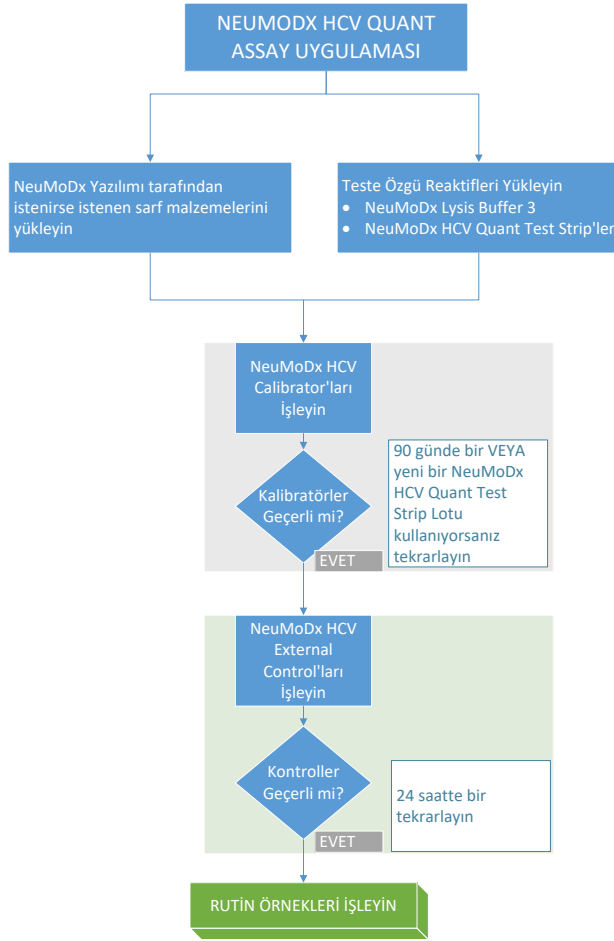 NEUMODX HCV QUANT
ASSAY UYGULAMASI
NeuMoDx Yazılımı tarafından
istenirse istenen sarf malzemelerini
yükleyin
Teste Özgü Reaktifleri Yükleyin
• NeuMoDx Lysis Buffer 3
• NeuMoDx HCV Quant Test Strip'ler
NeuMoDx HCV
Calibrator'ları
İşleyin
Kalibratörler
Geçerli mi?
90 günde bir VEYA
yeni bir NeuMoDx
HCV Quant Test
Strip Lotu
kullanıyorsanız
tekrarlayın
EVET
NeuMoDx HCV
External
Control'ları
İşleyin
Kontroller
Geçerli mi?
24 saatte bir
tekrarlayın
EVET
RUTİN ÖRNEKLERİ İŞLEYİN